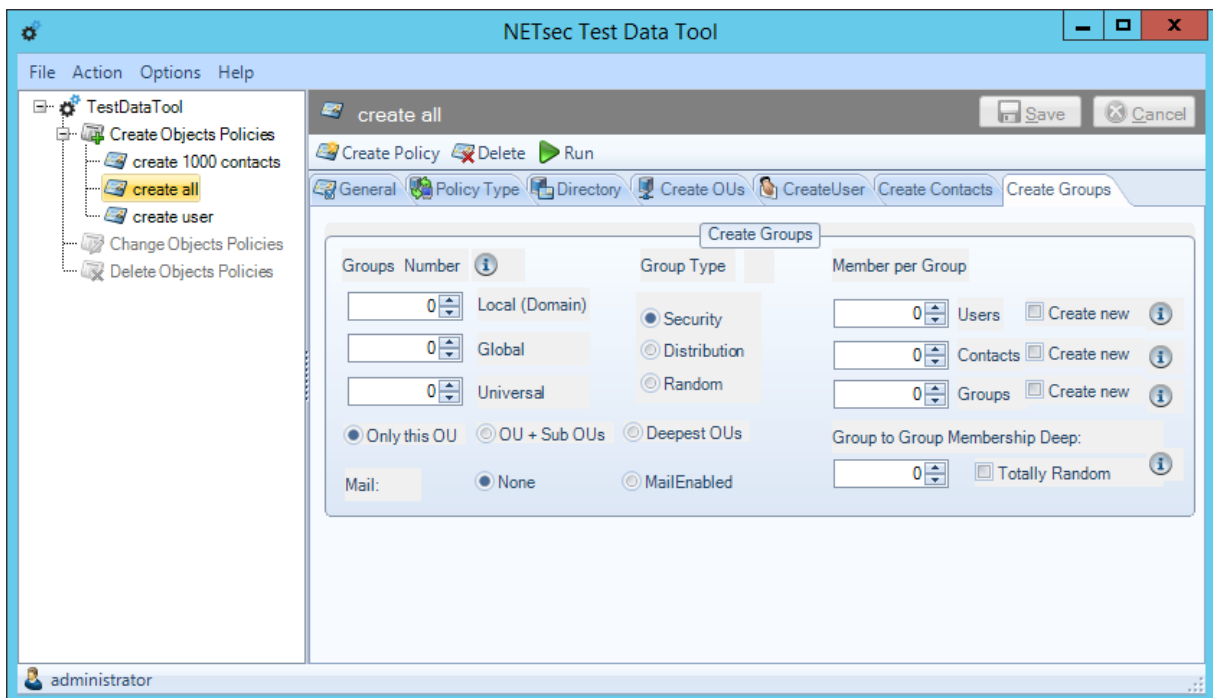 NETsec Test Data Tool
File Action Options Help
TestDataTool
Create Objects Policies
create 1000 contacts
create all
create user
Change Objects Policies
Delete Objects Policies
create all
Save Cancel
Create Policy Delete Run
General Policy Type Directory Create OUs CreateUser Create Contacts Create Groups
Create Groups
Groups Number Group Type Member per Group
0 Local (Domain) Security 0 Users Create new
0 Global Distribution 0 Contacts Create new
0 Universal Random 0 Groups Create new
Only this OU OU + Sub OUs Deepest OUs Group to Group Membership Deep:
Mail: None MailEnabled 0 Totally Random
administrator